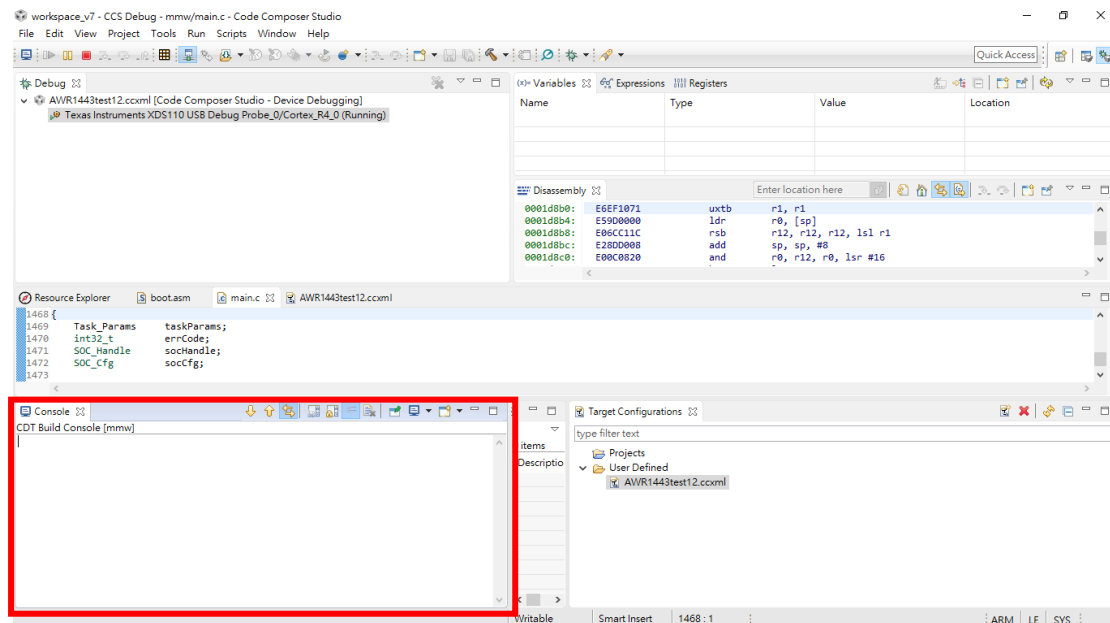 workspace_v7 - CCS Debug - mmw/main.c - Code Composer Studio
File Edit View Project Tools Run Scripts Window Help
Quick Access
Debug
AWR1443test12.ccxml [Code Composer Studio - Device Debugging]
Texas Instruments XDS110 USB Debug Probe_0/Cortex_R4_0 (Running)
(x)= Variables Expressions Registers
Name Type Value Location
Disassembly Enter location here
0001d8b0: E6EF1071 uxtb r1, r1
0001d8b4: E59D0000 ldr r0, [sp]
0001d8b8: E06CC11C rsb r12, r12, r12, lsl r1
0001d8bc: E28DD008 add sp, sp, #8
0001d8c0: E00C0820 and r0, r12, r0, lsr #16
Resource Explorer boot.asm main.c AWR1443test12.ccxml
1468 {
1469 Task_Params taskParams;
1470 int32_t errCode;
1471 SOC_Handle socHandle;
1472 SOC_Cfg socCfg;
1473
Console
CDT Build Console [mmw]
items
Descriptio
Target Configurations
type filter text
Projects
User Defined
AWR1443test12.ccxml
Writable Smart Insert 1468 : 1 ARM LE SYS